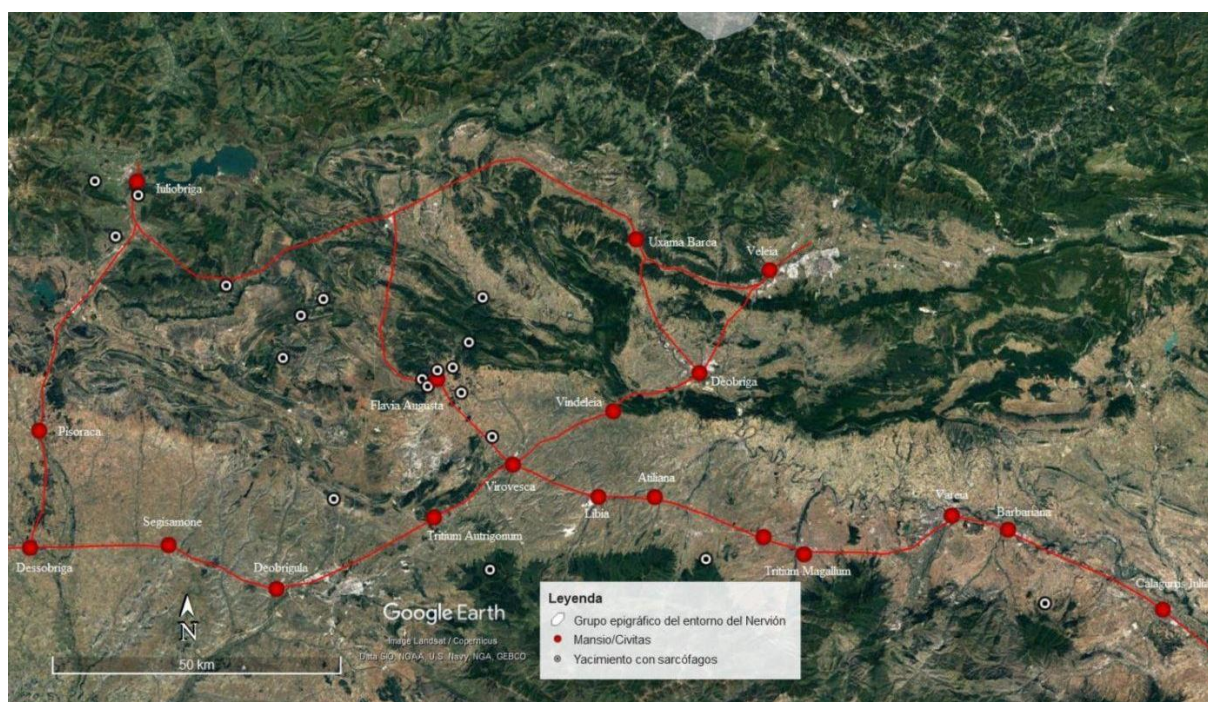 Iuliobriga
Uxama Barca
Veleia
Deobriga
Flavia Augusta
Vindeleia
Pisoraca
Virovesca
Atiliana
Libia
Segisamone
Tritium Autrigonum
Vareia
Barbariana
Dessobriga
Deobrigula
Tritium Magallum
Calagurris Iulia
N
50 km
Google Earth
Image Landsat / Copernicus
Data SIO, NOAA, U.S. Navy, NGA, GEBCO
Leyenda
Grupo epigráfico del entorno del Nervión
Mansio/Civitas
Yacimiento con sarcófagos